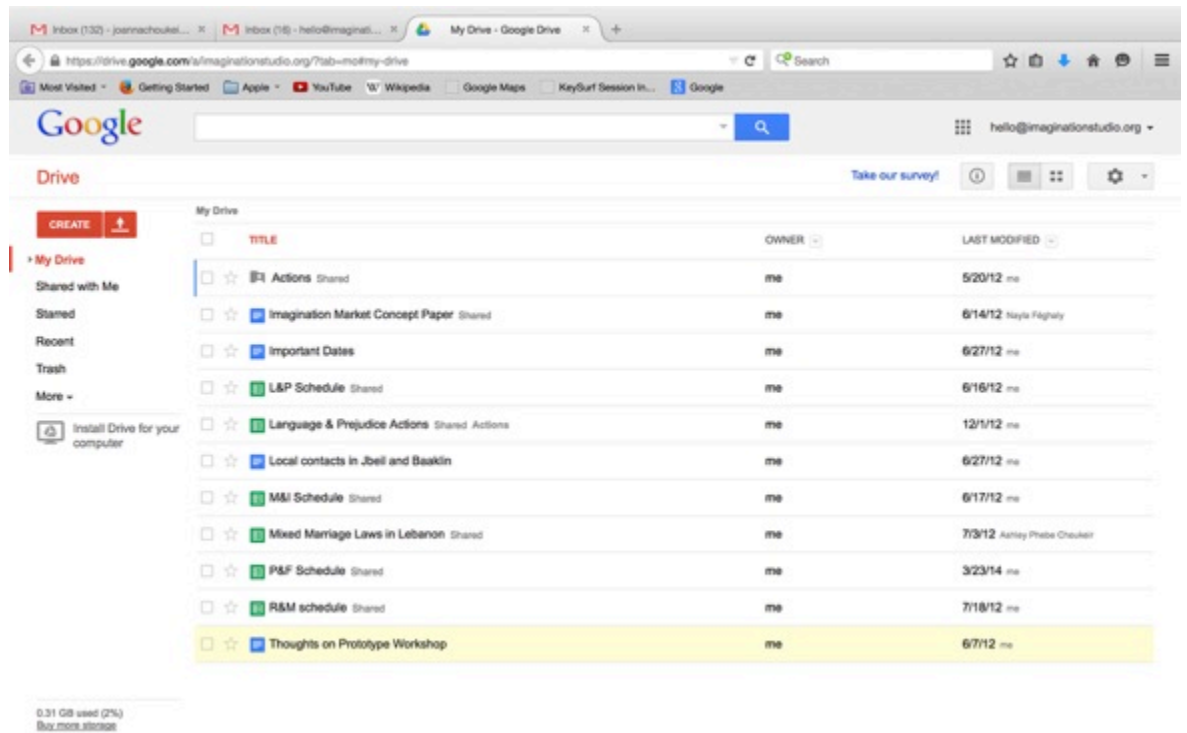 Inbox (132) - joannachoukei... × Inbox (16) - hello@imaginati... × My Drive - Google Drive × +
https://drive.google.com/a/imaginationstudio.org/?tab=mo#my-drive Search
Most Visited Getting Started Apple YouTube W Wikipedia Google Maps KeySurf Session In... 8 Google
Google hello@imaginationstudio.org
Drive Take our survey!
CREATE
My Drive
Shared with Me
Starred
Recent
Trash
More
Install Drive for your
computer
My Drive
TITLE OWNER LAST MODIFIED
Actions Shared me 5/20/12 me
Imagination Market Concept Paper Shared me 6/14/12 Nayla Féghaly
Important Dates me 6/27/12 me
L&P Schedule Shared me 6/16/12 me
Language & Prejudice Actions Shared Actions me 12/1/12 me
Local contacts in Jbeil and Baaklin me 6/27/12 me
M&I Schedule Shared me 6/17/12 me
Mixed Marriage Laws in Lebanon Shared me 7/3/12 Ashley Phebe Choukeir
P&F Schedule Shared me 3/23/14 me
R&M schedule Shared me 7/18/12 me
Thoughts on Prototype Workshop me 6/7/12 me
0.31 GB used (2%)
Buy more storage